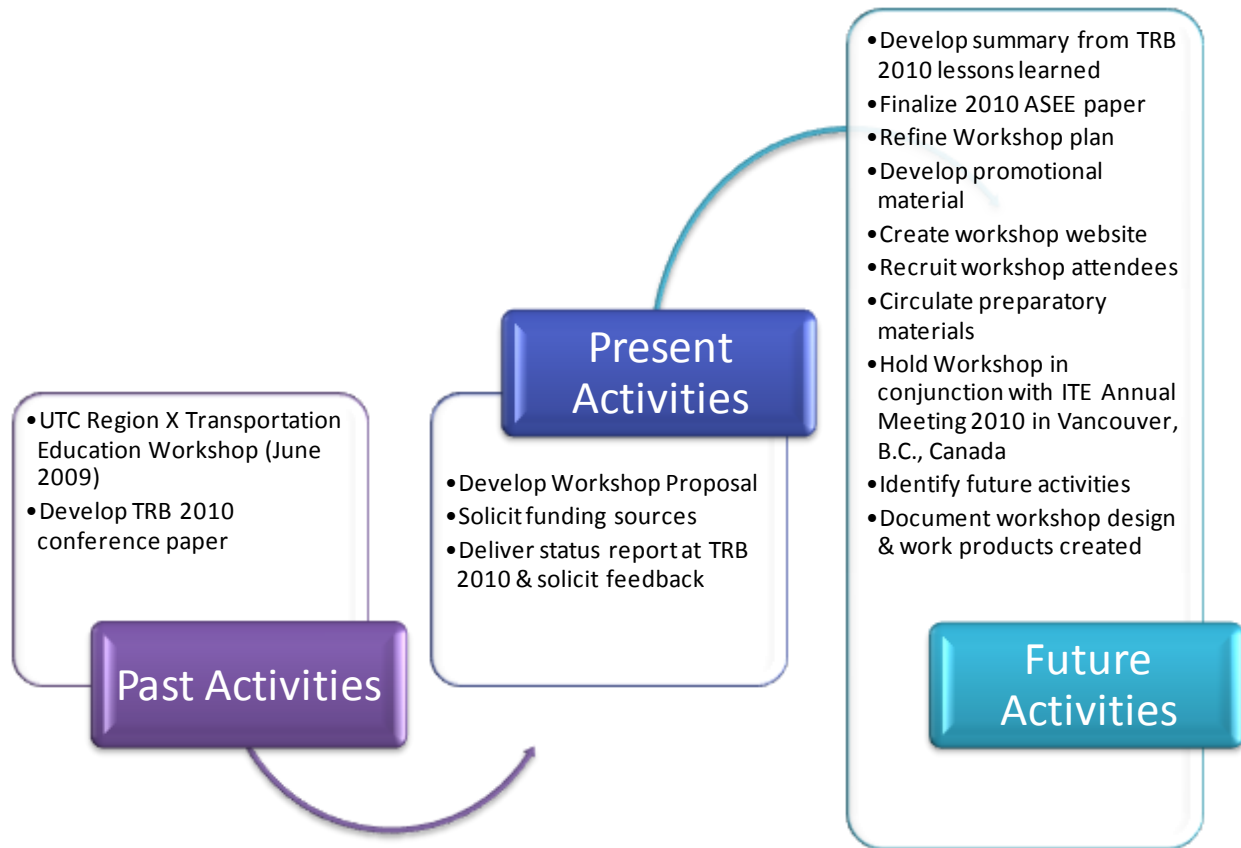 •UTC Region X Transportation
Education Workshop (June
2009)
•Develop TRB 2010
conference paper
Past Activities
Present
Activities
•Develop Workshop Proposal
•Solicit funding sources
•Deliver status report at TRB
2010 & solicit feedback
•Develop summary from TRB
2010 lessons learned
•Finalize 2010 ASEE paper
•Refine Workshop plan
•Develop promotional
material
•Create workshop website
•Recruit workshop attendees
•Circulate preparatory
materials
•Hold Workshop in
conjunction with ITE Annual
Meeting 2010 in Vancouver,
B.C., Canada
•Identify future activities
•Document workshop design
& work products created
Future
Activities